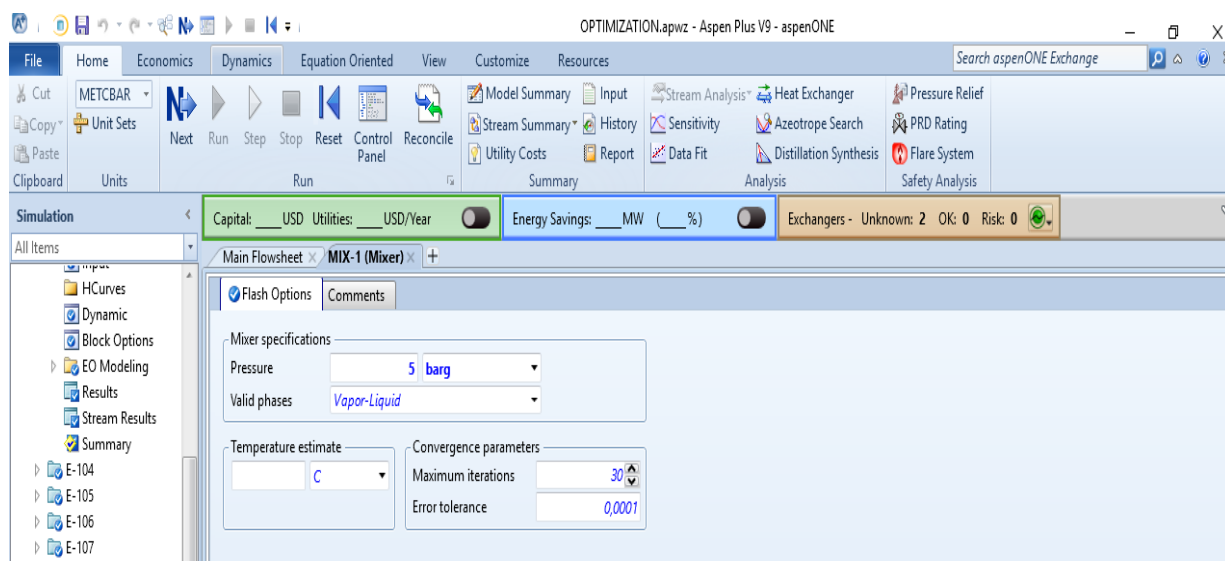 OPTIMIZATION.apwz - Aspen Plus V9 - aspenONE
File Home Economics Dynamics Equation Oriented View Customize Resources Search aspenONE Exchange
Cut METCBAR Model Summary Input Stream Analysis Heat Exchanger Pressure Relief
Copy Unit Sets Next Run Step Stop Reset Control Panel Reconcile Stream Summary History Sensitivity Azeotrope Search PRD Rating
Paste Utility Costs Report Data Fit Distillation Synthesis Flare System
Clipboard Units Run Summary Analysis Safety Analysis
Simulation Capital: ____USD Utilities: ____USD/Year Energy Savings: ____MW (____%) Exchangers - Unknown: 2 OK: 0 Risk: 0
All Items Main Flowsheet MIX-1 (Mixer) +
Input
HCurves Flash Options Comments
Dynamic
Block Options Mixer specifications
EO Modeling Pressure 5 barg
Results Valid phases Vapor-Liquid
Stream Results
Summary Temperature estimate Convergence parameters
E-104 C Maximum iterations 30
E-105 Error tolerance 0,0001
E-106
E-107